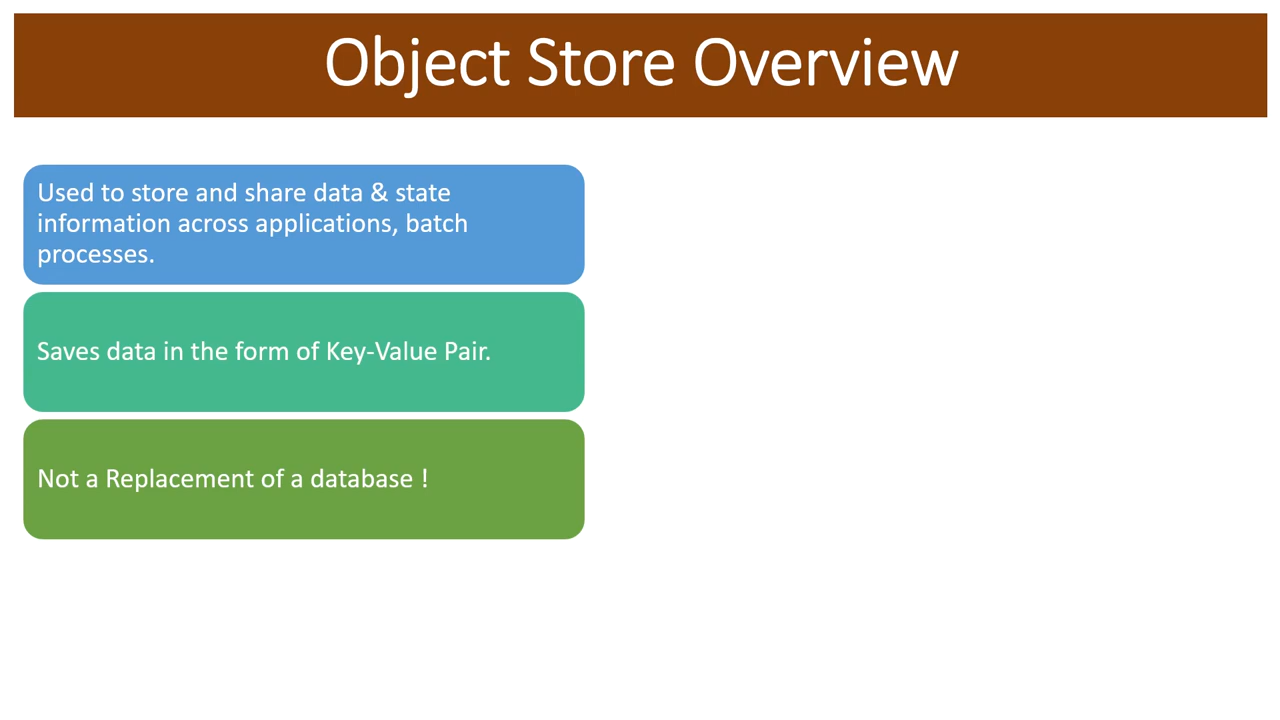 Object Store Overview
Used to store and share data & state
information across applications, batch
processes.
Saves data in the form of Key-Value Pair.
Not a Replacement of a database !